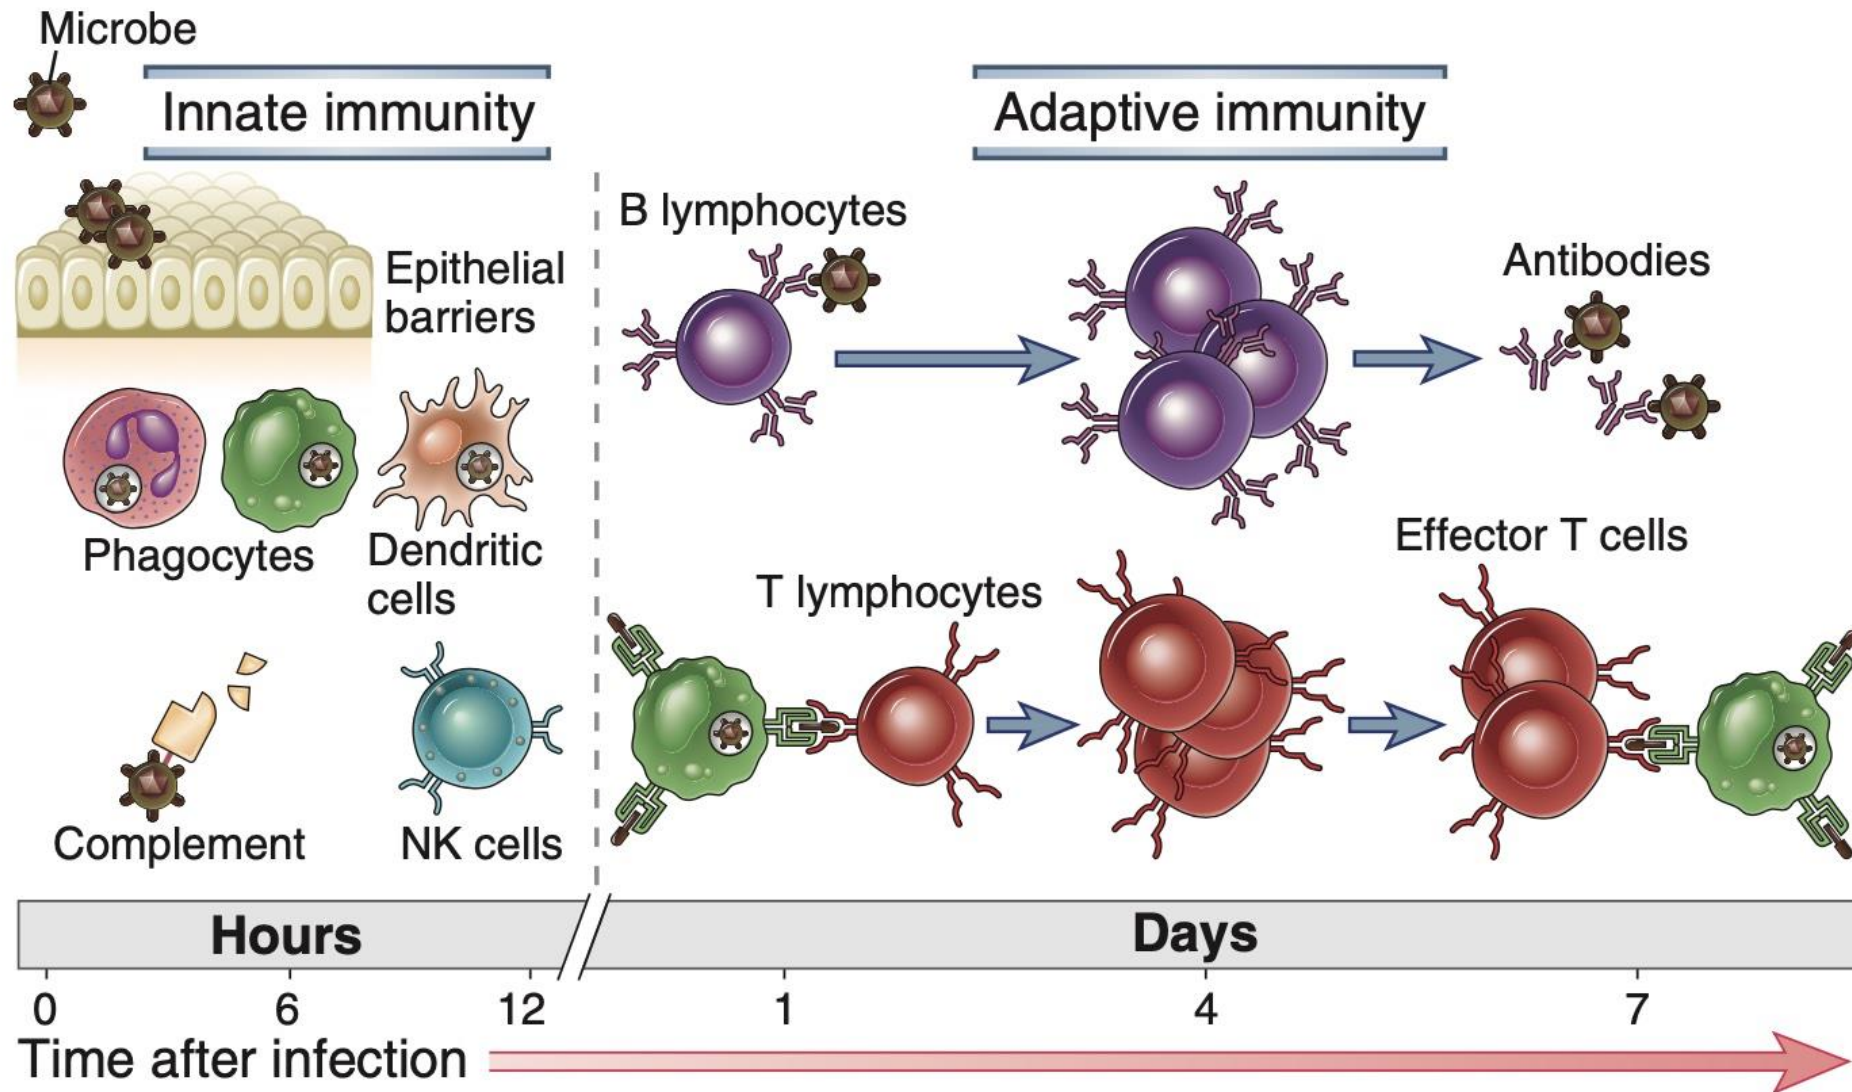 Microbe
Innate immunity
Adaptive immunity
B lymphocytes
Epithelial
barriers
Antibodies
Phagocytes
Dendritic
cells
Effector T cells
T lymphocytes
Complement
NK cells
Hours
Days
0
6
12
1
4
7
Time after infection